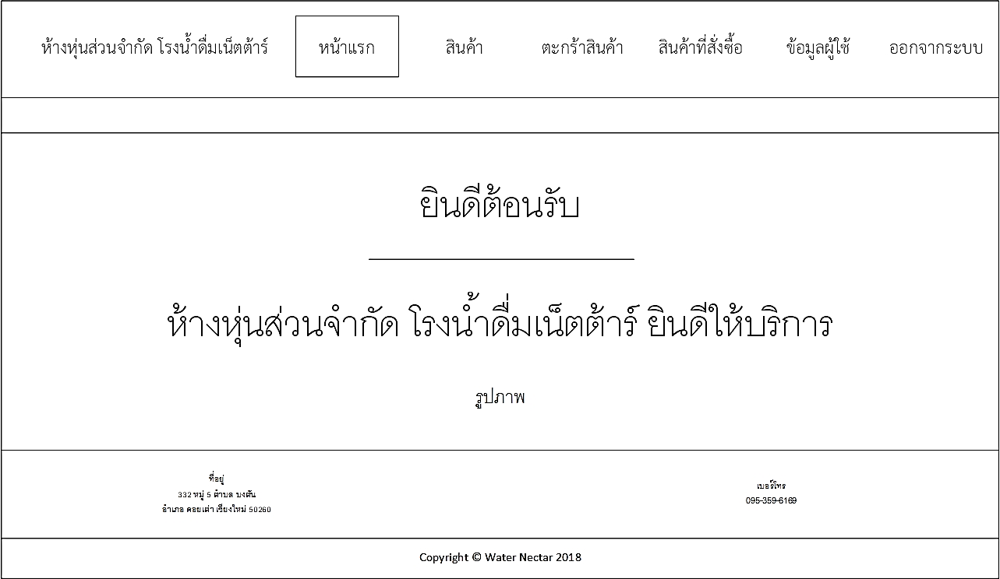 ห้างหุ่นส่วนจำกัด โรงน้ำดื่มเน็ตต้าร์ หน้าแรก สินค้า ตะกร้าสินค้า สินค้าที่สั่งซื้อ ข้อมูลผู้ใช้ ออกจากระบบ
ยินดีต้อนรับ
ห้างหุ่นส่วนจำกัด โรงน้ำดื่มเน็ตต้าร์ ยินดีให้บริการ
รูปภาพ
ที่อยู่
332 หมู่ 5 ตำบล บงตัน
อำเภอ ดอยเต่า เชียงใหม่ 50260
เบอร์โทร
095-359-6169
Copyright © Water Nectar 2018